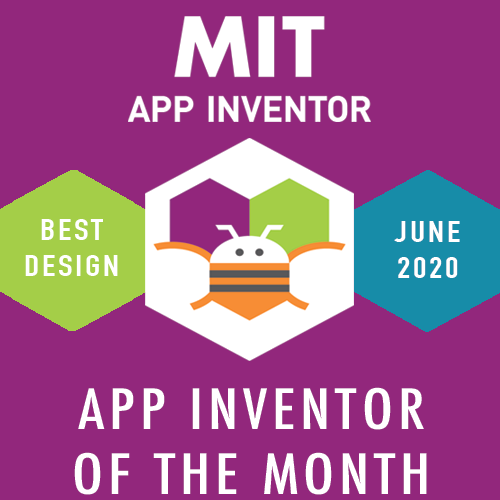 MIT
APP INVENTOR
BEST
DESIGN
JUNE
2020
APP INVENTOR
OF THE MONTH